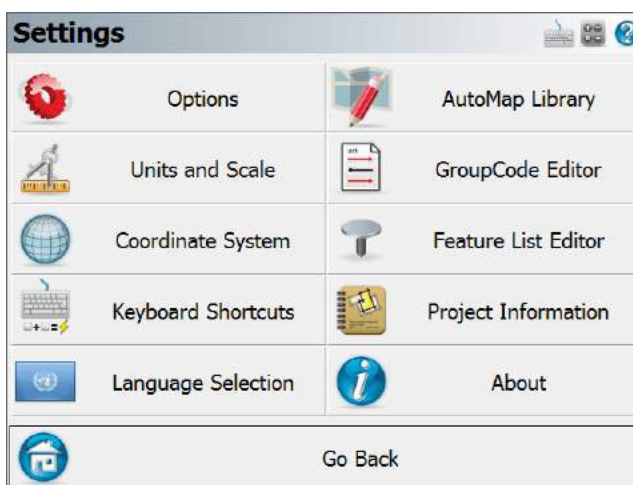 Settings
Options
AutoMap Library
Units and Scale
GroupCode Editor
Coordinate System
Feature List Editor
Keyboard Shortcuts
Project Information
Language Selection
About
Go Back